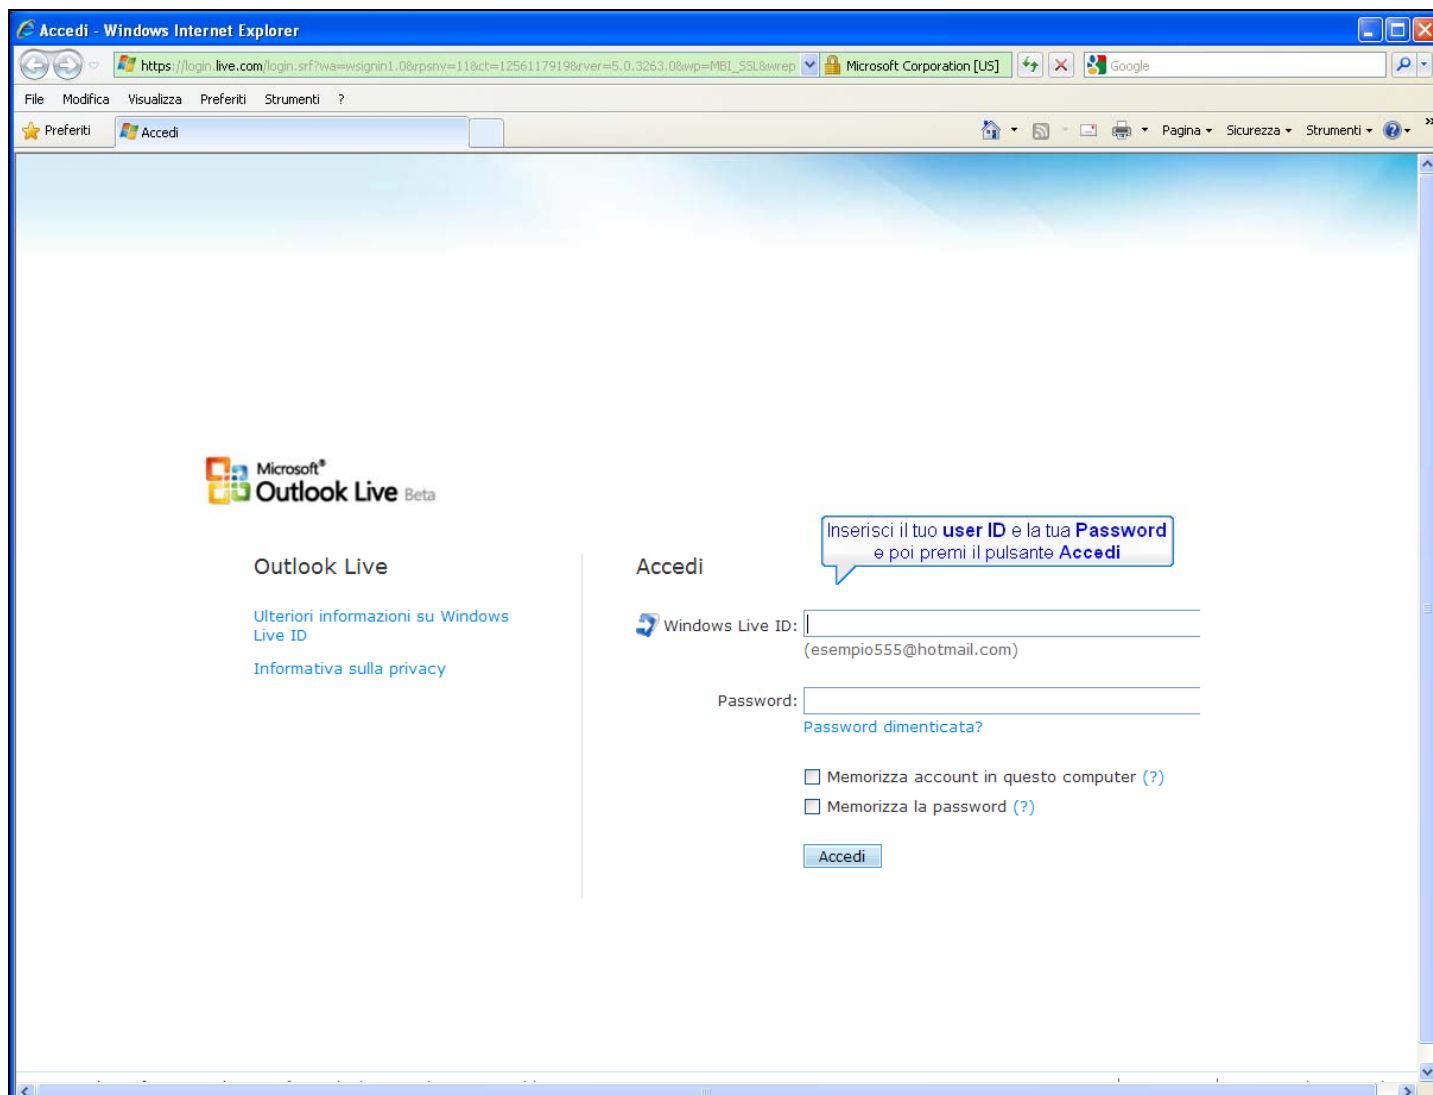 Accedi - Windows Internet Explorer
https://login.live.com/login.srf?wa=wsignin1.0&rpsnv=11&ct=1256117919&rver=5.0.3263.0&wp=MBI_SSL&wrep
Microsoft Corporation [US]
Google
File Modifica Visualizza Preferiti Strumenti ?
Preferiti
Accedi
Pagina Sicurezza Strumenti
Microsoft®
Outlook Live Beta
Inserisci il tuo user ID e la tua Password
e poi premi il pulsante Accedi
Outlook Live
Ulteriori informazioni su Windows
Live ID
Informativa sulla privacy
Accedi
Windows Live ID:
(esempio555@hotmail.com)
Password:
Password dimenticata?
Memorizza account in questo computer (?)
Memorizza la password (?)
Accedi